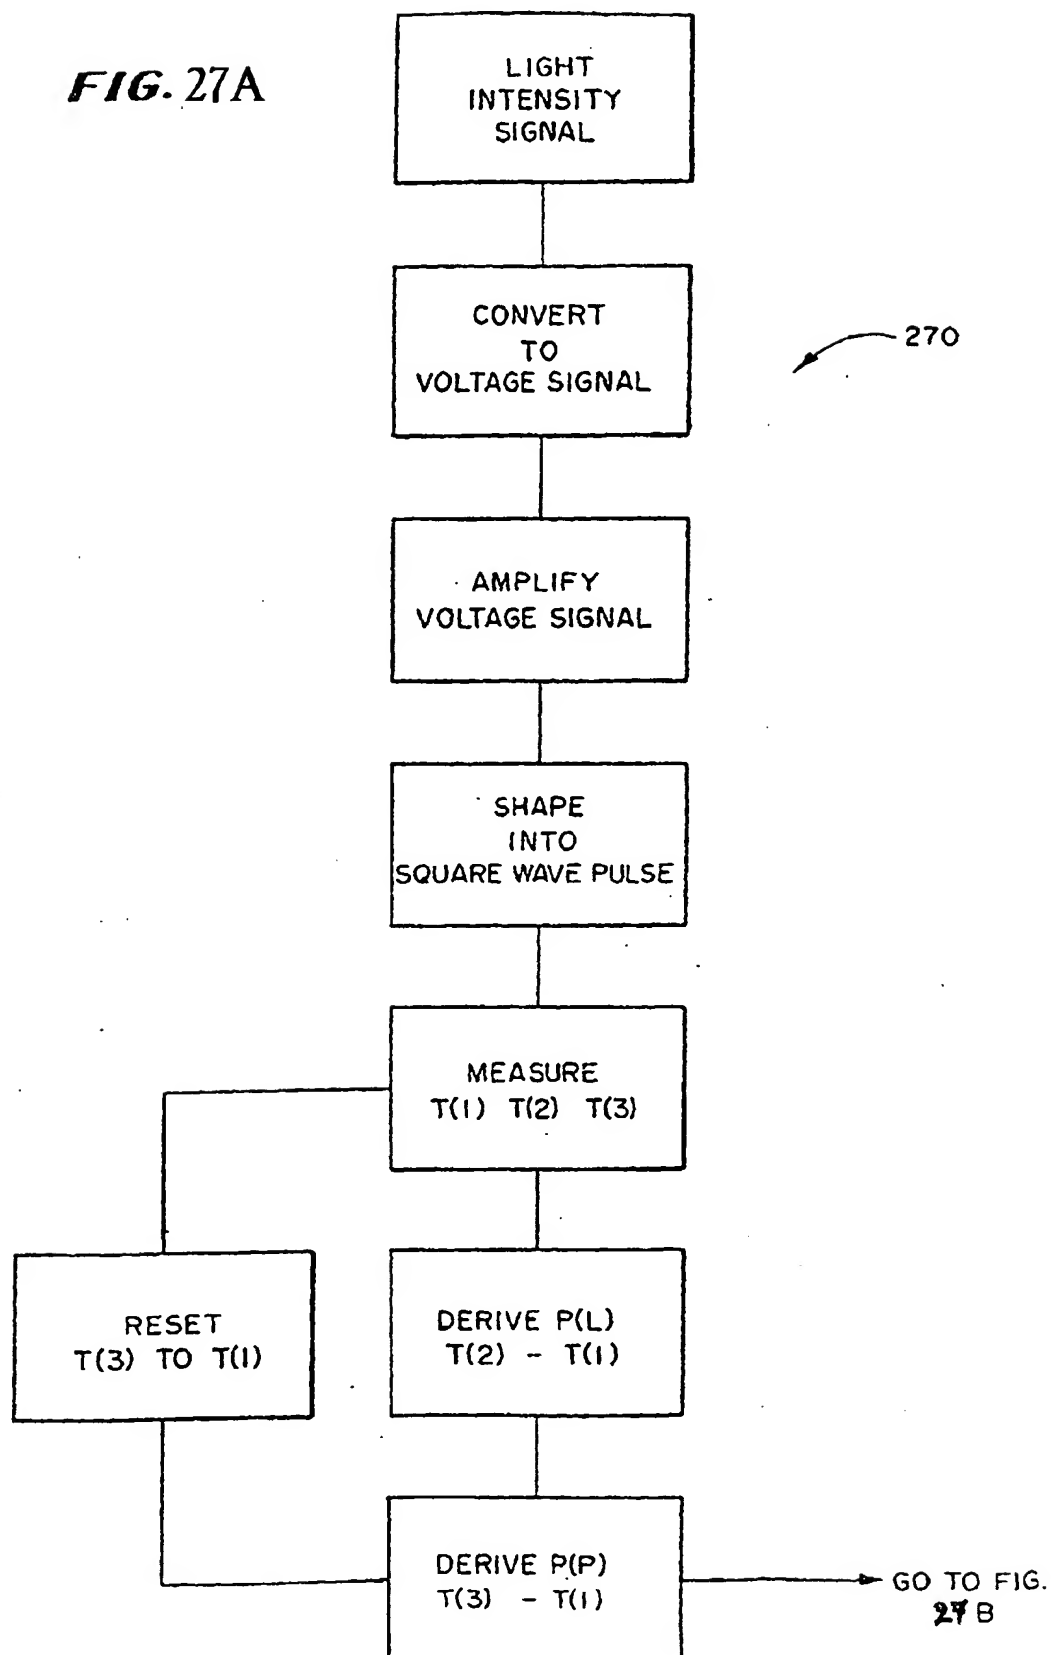 FIG. 27A
LIGHT
INTENSITY
SIGNAL
CONVERT
TO
VOLTAGE SIGNAL
270
AMPLIFY
VOLTAGE SIGNAL
SHAPE
INTO
SQUARE WAVE PULSE
MEASURE
T(1) T(2) T(3)
RESET
T(3) TO T(1)
DERIVE P(L)
T(2) - T(1)
DERIVE P(P)
T(3) - T(1)
GO TO FIG.
27 B